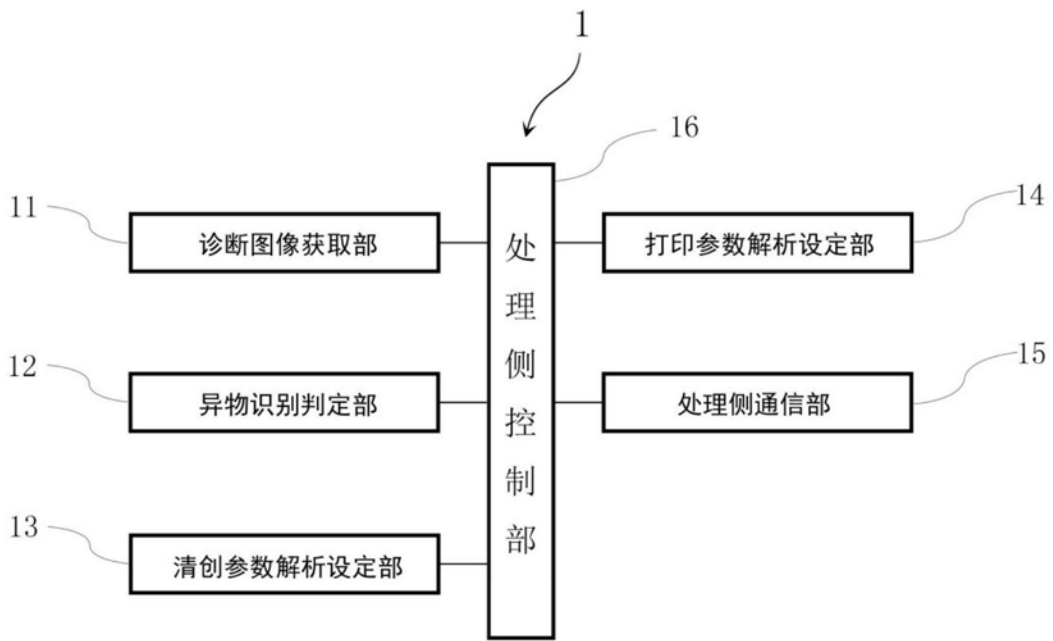 1
16
11
诊断图像获取部
14
打印参数解析设定部
12
异物识别判定部
15
处理侧通信部
13
清创参数解析设定部
处理侧控制部